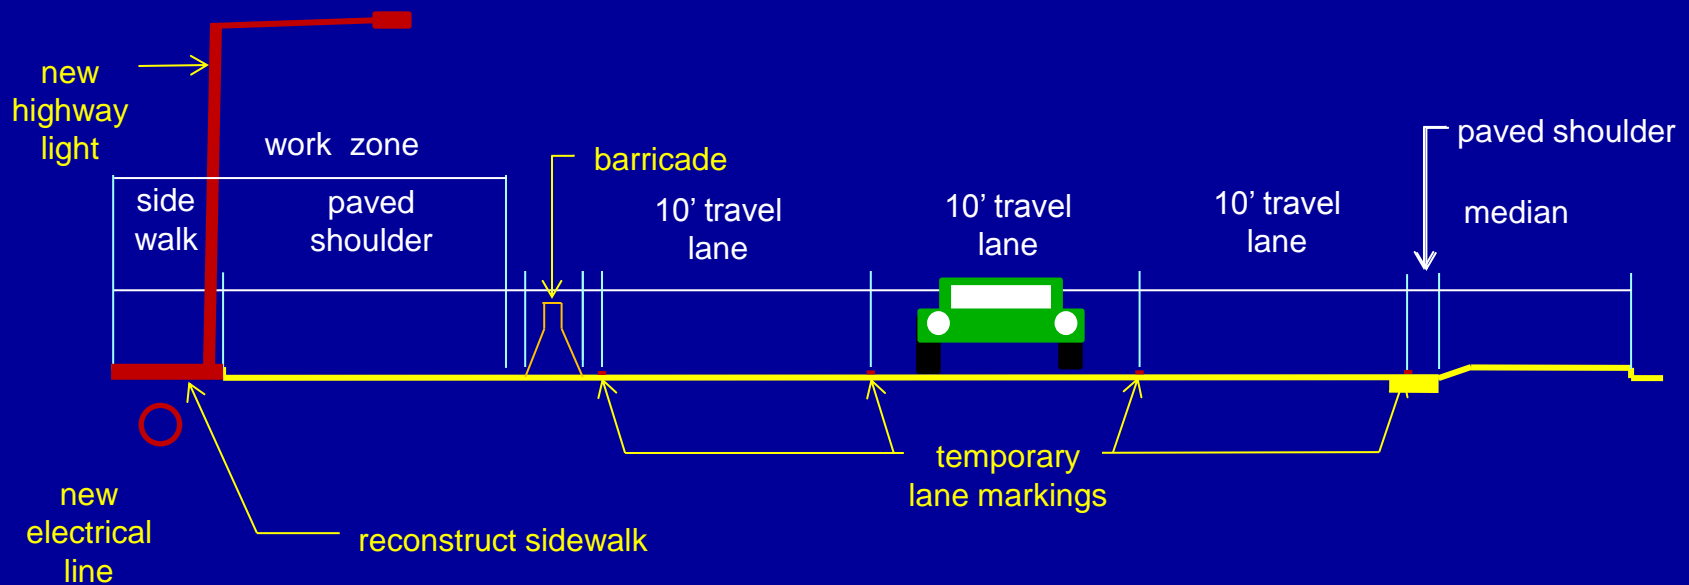 new
highway
light
work zone
side
walk
paved
shoulder
barricade
10’ travel
lane
10’ travel
lane
10’ travel
lane
paved shoulder
median
temporary
lane markings
new
electrical
line
reconstruct sidewalk